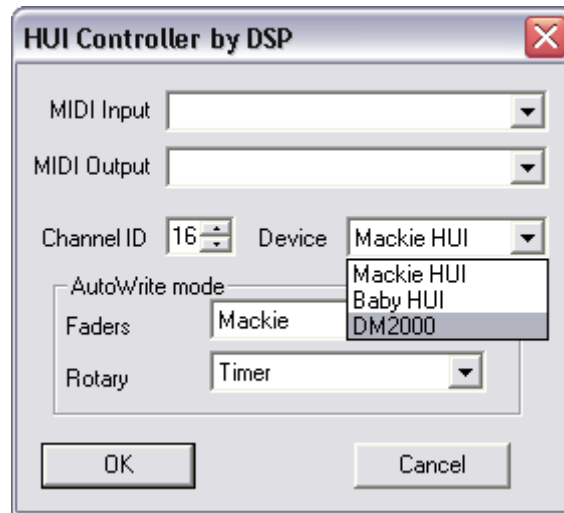 HUI Controller by DSP
MIDI Input
MIDI Output
Channel ID 16 Device Mackie HUI
Mackie HUI
Baby HUI
DM2000
AutoWrite mode
Faders Mackie
Rotary Timer
OK Cancel